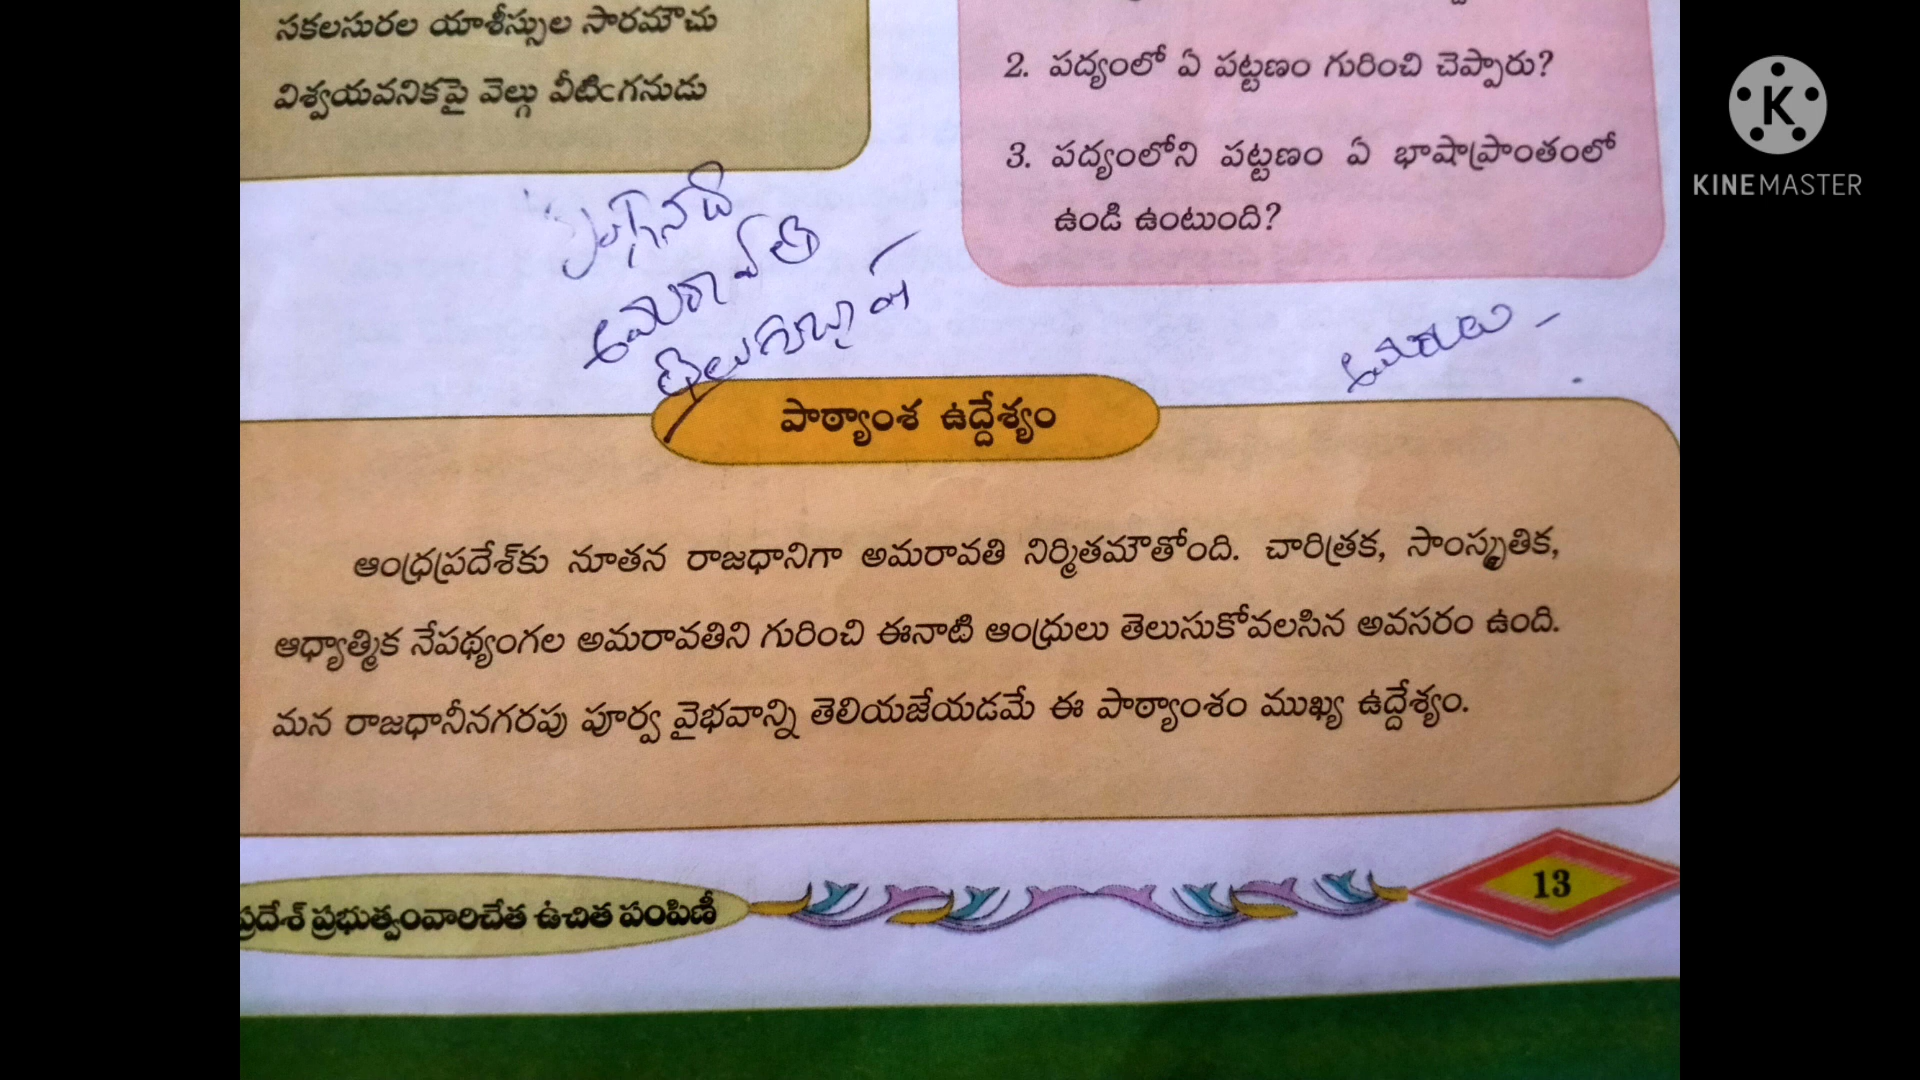 సకలసురల యాశీస్సుల సారమౌచు
విశ్వయవనికపై వెల్గు వీటిఁగనుడు
2. పద్యంలో ఏ పట్టణం గురించి చెప్పారు?
3. పద్యంలోని పట్టణం ఏ భాషాప్రాంతంలో
ఉండి ఉంటుంది?
అమరావతి
తెలుగుభాష
పాఠ్యాంశ ఉద్దేశ్యం
ఆంధ్రప్రదేశ్‌కు నూతన రాజధానిగా అమరావతి నిర్మితమౌతోంది. చారిత్రక, సాంస్కృతిక,
ఆధ్యాత్మిక నేపథ్యంగల అమరావతిని గురించి ఈనాటి ఆంధ్రులు తెలుసుకోవలసిన అవసరం ఉంది.
మన రాజధానీనగరపు పూర్వ వైభవాన్ని తెలియజేయడమే ఈ పాఠ్యాంశం ముఖ్య ఉద్దేశ్యం.
ప్రదేశ్ ప్రభుత్వంవారిచేత ఉచిత పంపిణీ
13
KINEMASTER